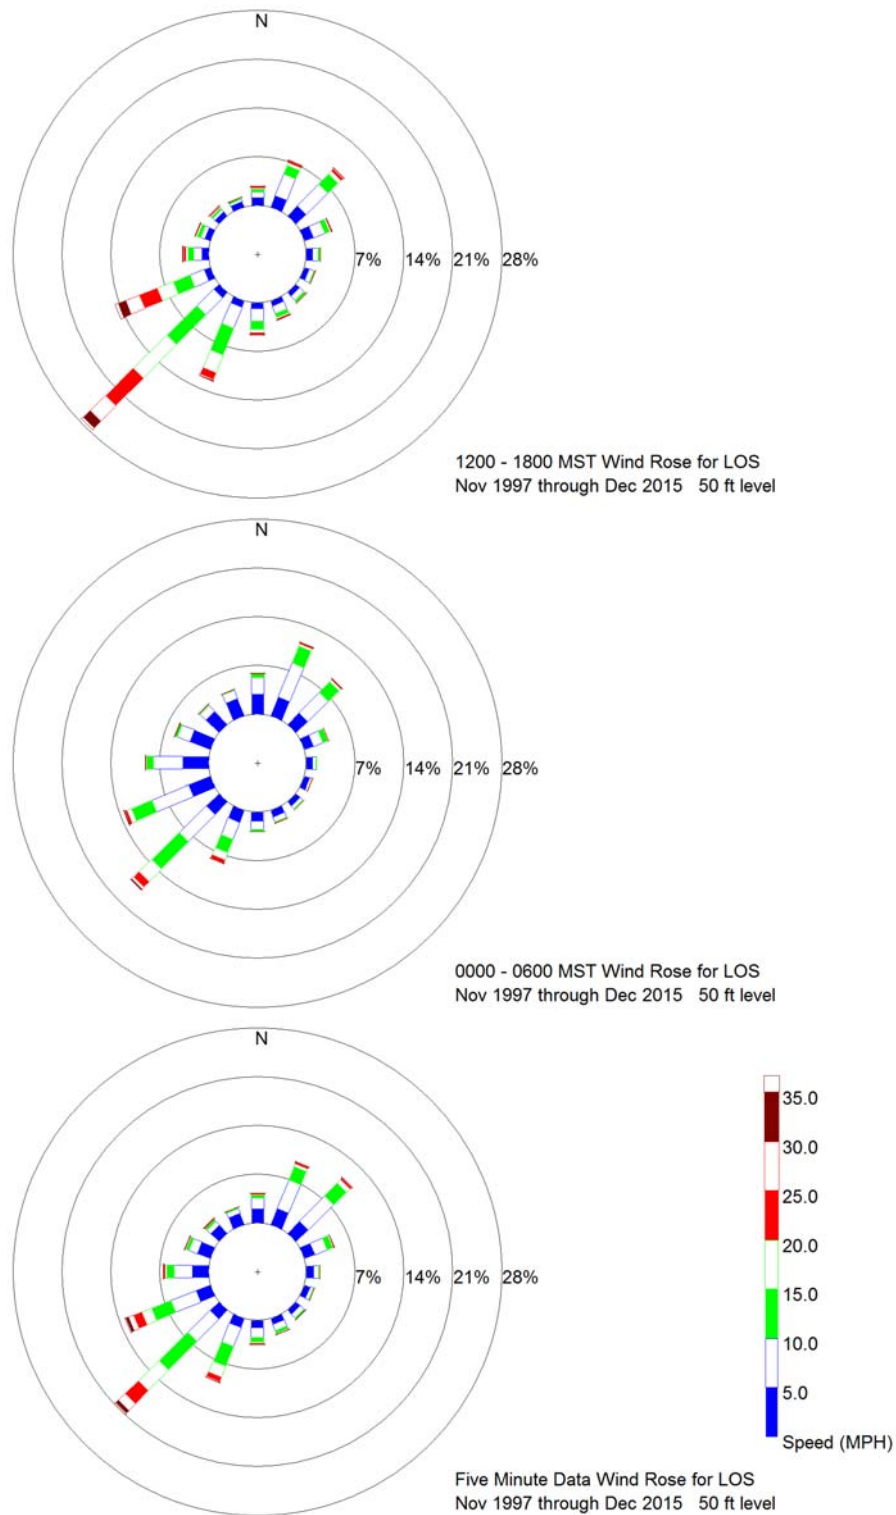 N
7% 14% 21% 28%
1200 - 1800 MST Wind Rose for LOS
Nov 1997 through Dec 2015 50 ft level
N
7% 14% 21% 28%
0000 - 0600 MST Wind Rose for LOS
Nov 1997 through Dec 2015 50 ft level
N
7% 14% 21% 28%
35.0
30.0
25.0
20.0
15.0
10.0
5.0
Speed (MPH)
Five Minute Data Wind Rose for LOS
Nov 1997 through Dec 2015 50 ft level